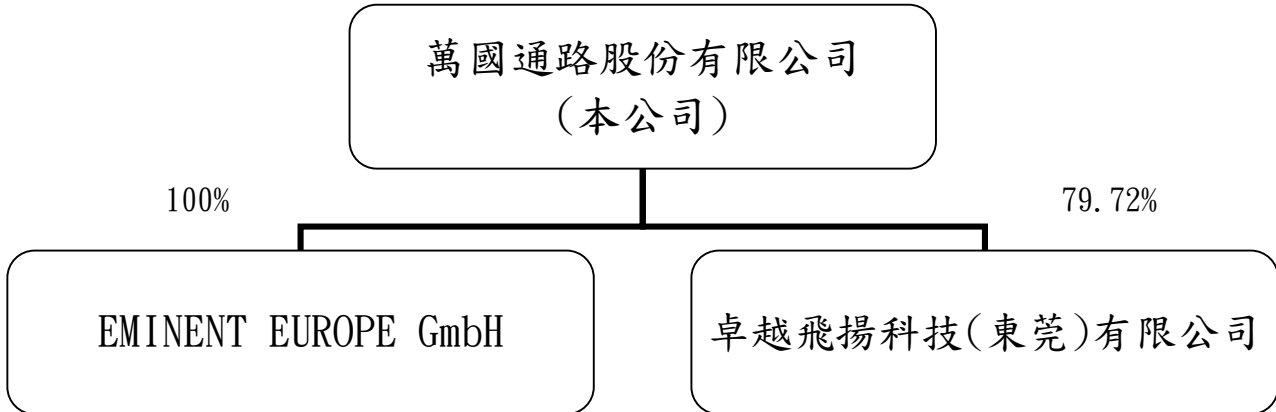 萬國通路股份有限公司
(本公司)
100%
79.72%
EMINENT EUROPE GmbH
卓越飛揚科技(東莞)有限公司